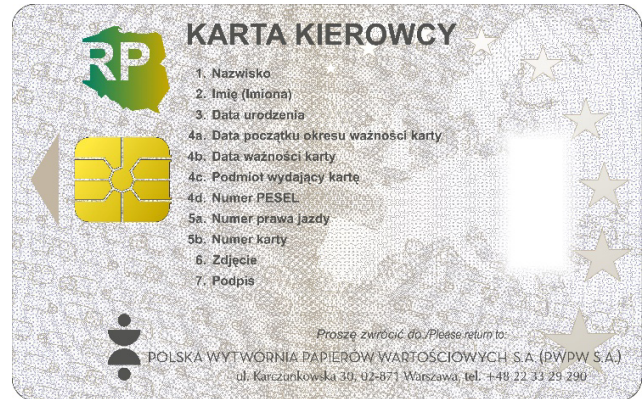 RP
KARTA KIEROWCY
1. Nazwisko
2. Imię (Imiona)
3. Data urodzenia
4a. Data początku okresu ważności karty
4b. Data ważności karty
4c. Podmiot wydający kartę
4d. Numer PESEL
5a. Numer prawa jazdy
5b. Numer karty
6. Zdjęcie
7. Podpis
Proszę zwrócić do:/Please return to:
POLSKA WYTWÓRNIA PAPIERÓW WARTOŚCIOWYCH S.A. (PWPW S.A.)
ul. Karczunkowska 30, 02-871 Warszawa, tel. +48 22 33 29 290